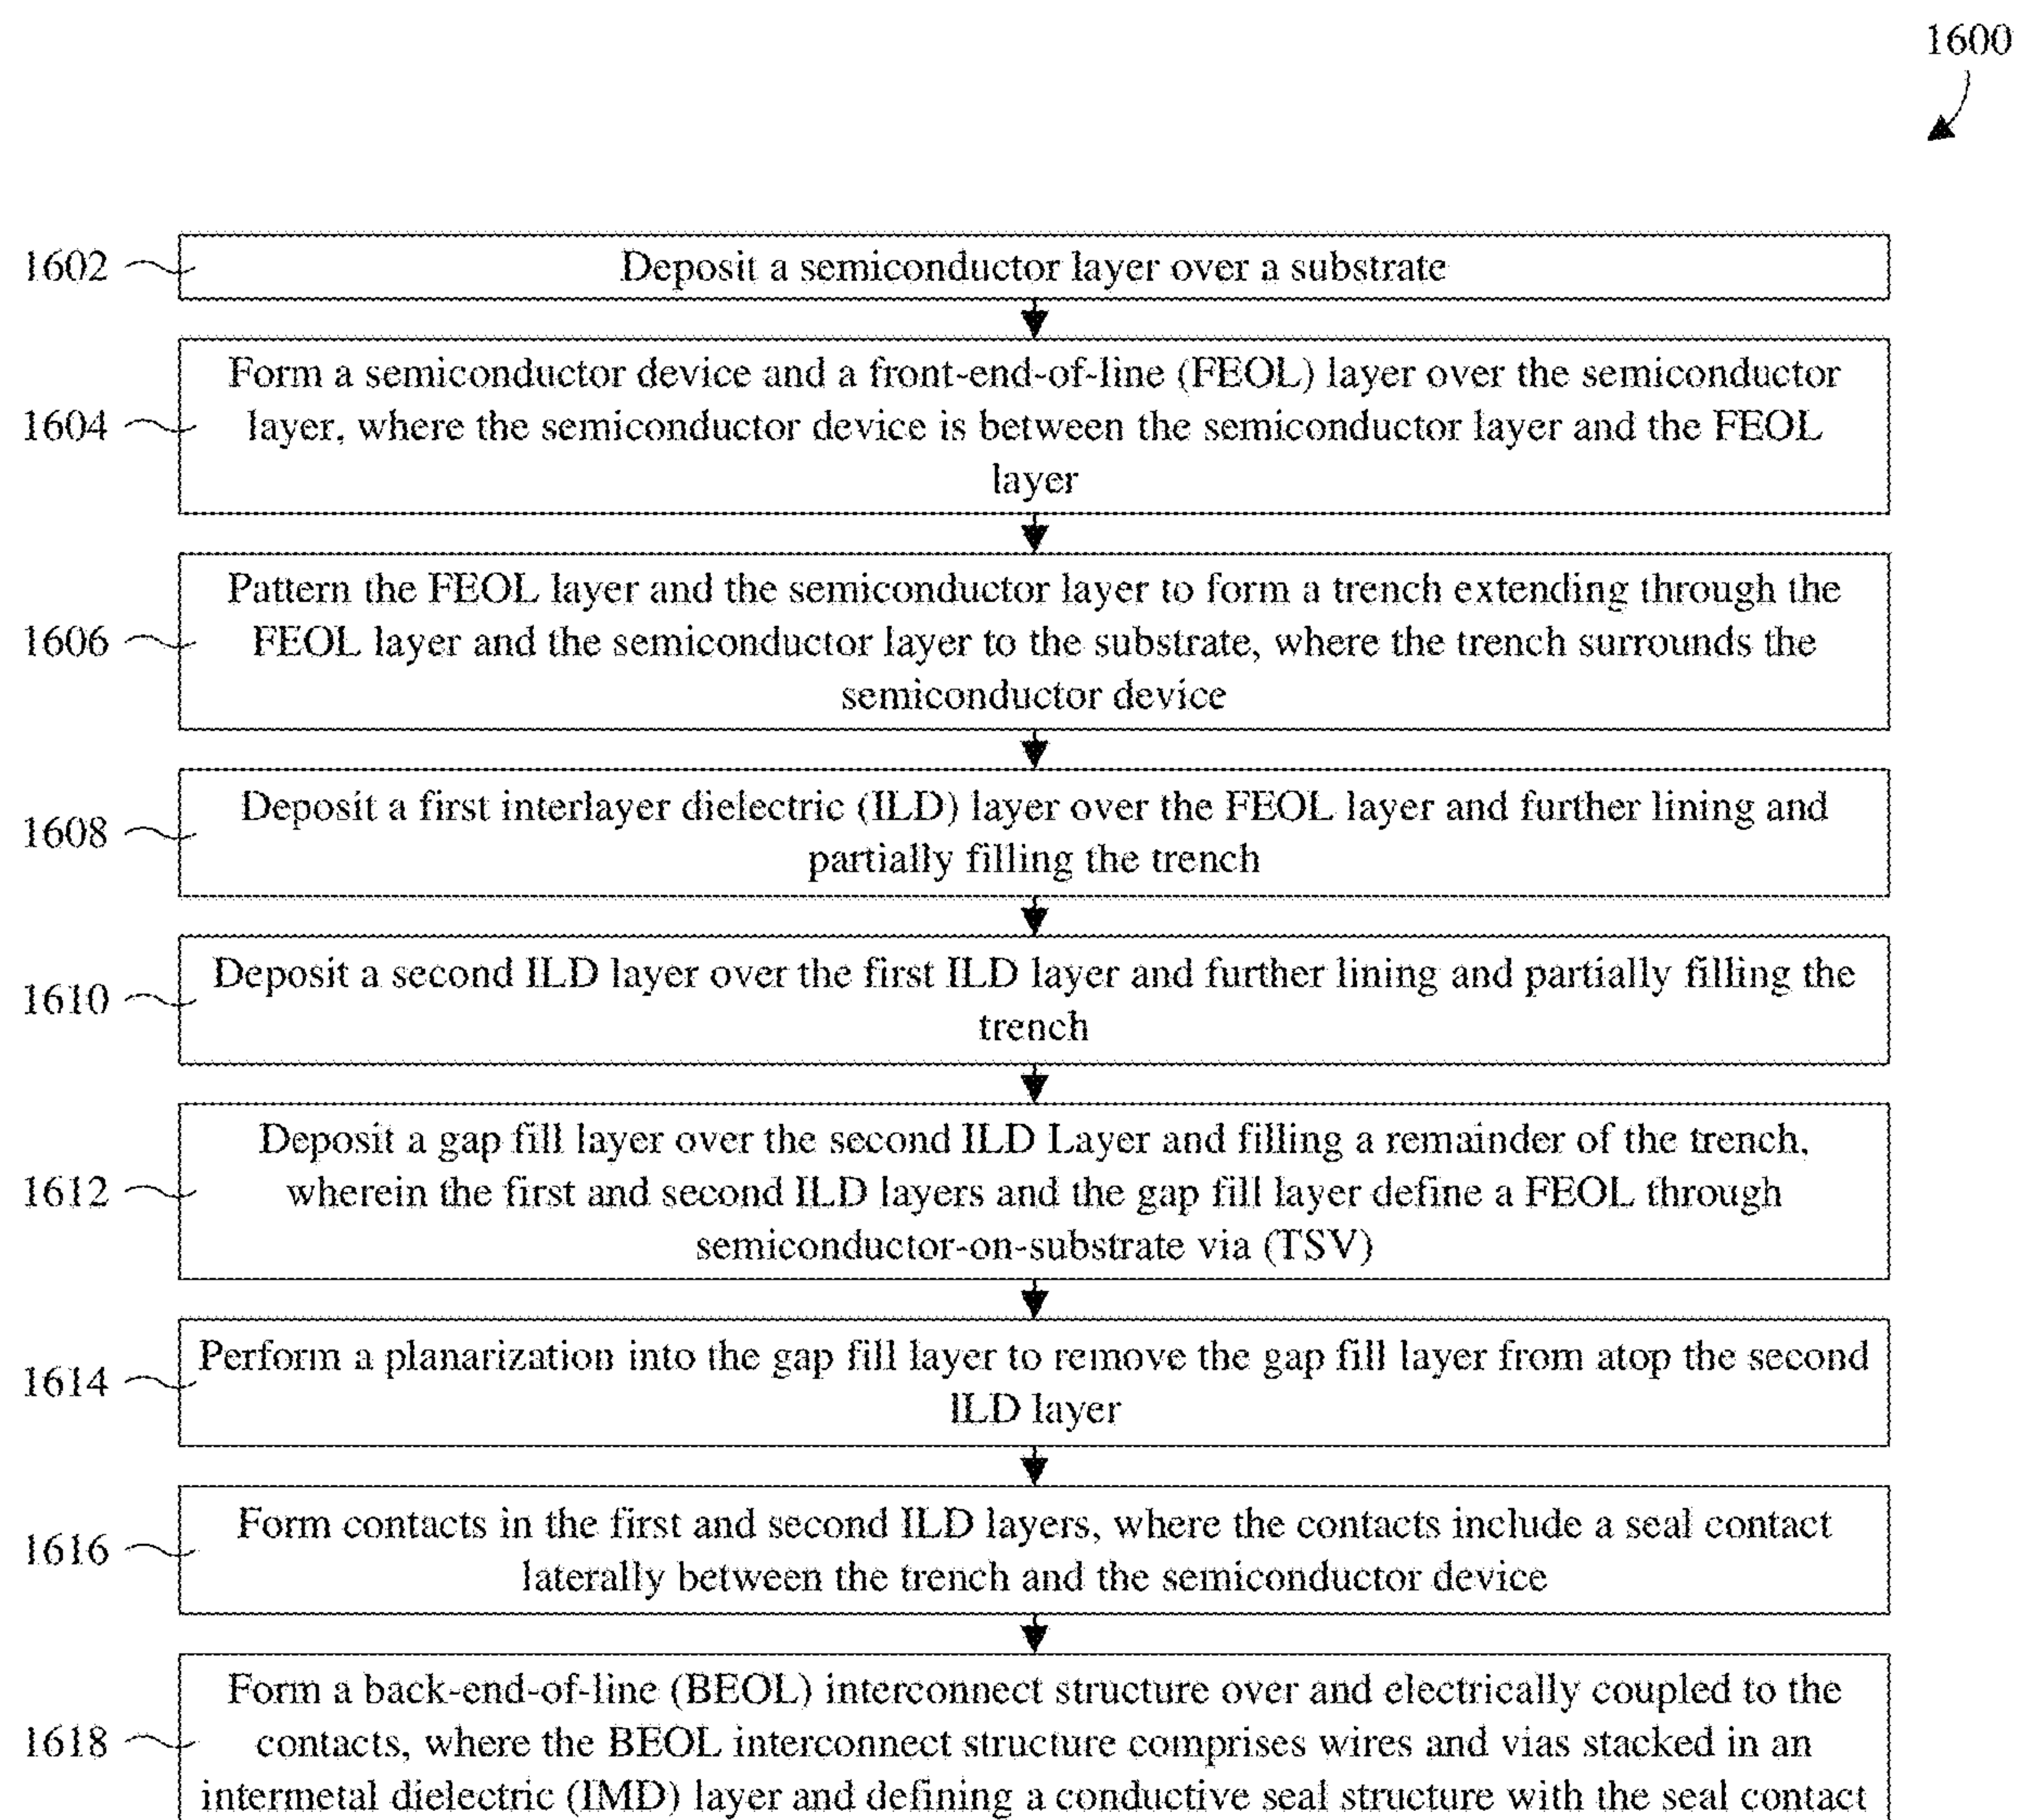 1600
1602
Deposit a semiconductor layer over a substrate
1604
Form a semiconductor device and a front-end-of-line (FEOL) layer over the semiconductor
layer, where the semiconductor device is between the semiconductor layer and the FEOL
layer
1606
Pattern the FEOL layer and the semiconductor layer to form a trench extending through the
FEOL layer and the semiconductor layer to the substrate, where the trench surrounds the
semiconductor device
1608
Deposit a first interlayer dielectric (ILD) layer over the FEOL layer and further lining and
partially filling the trench
1610
Deposit a second ILD layer over the first ILD layer and further lining and partially filling the
trench
1612
Deposit a gap fill layer over the second ILD Layer and filling a remainder of the trench,
wherein the first and second ILD layers and the gap fill layer define a FEOL through
semiconductor-on-substrate via (TSV)
1614
Perform a planarization into the gap fill layer to remove the gap fill layer from atop the second
ILD layer
1616
Form contacts in the first and second ILD layers, where the contacts include a seal contact
laterally between the trench and the semiconductor device
1618
Form a back-end-of-line (BEOL) interconnect structure over and electrically coupled to the
contacts, where the BEOL interconnect structure comprises wires and vias stacked in an
intermetal dielectric (IMD) layer and defining a conductive seal structure with the seal contact